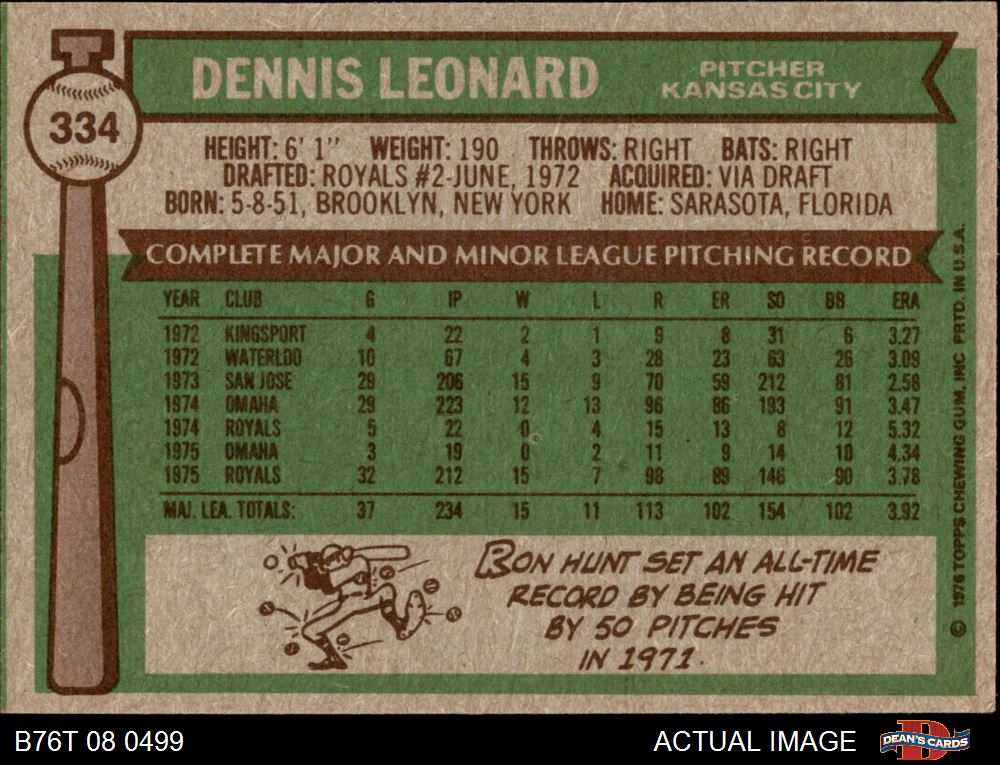 DENNIS LEONARD
PITCHER
KANSAS CITY
334
HEIGHT: 6' 1" WEIGHT: 190 THROWS: RIGHT BATS: RIGHT
DRAFTED: ROYALS #2-JUNE, 1972 ACQUIRED: VIA DRAFT
BORN: 5-8-51, BROOKLYN, NEW YORK HOME: SARASOTA, FLORIDA
COMPLETE MAJOR AND MINOR LEAGUE PITCHING RECORD
YEAR CLUB G IP W L R ER SO BB ERA
1972 KINGSPORT 4 22 2 1 9 8 31 6 3.27
1972 WATERLOO 10 67 4 3 28 23 63 26 3.09
1973 SAN JOSE 29 206 15 9 70 59 212 81 2.58
1974 OMAHA 29 223 12 13 96 86 193 91 3.47
1974 ROYALS 5 22 0 4 15 13 8 12 5.32
1975 OMAHA 3 19 0 2 11 9 14 10 4.34
1975 ROYALS 32 212 15 7 98 89 146 90 3.78
MAJ. LEA. TOTALS: 37 234 15 11 113 102 154 102 3.92
RON HUNT SET AN ALL-TIME
RECORD BY BEING HIT
BY 50 PITCHES
IN 1971.
© 1976 TOPPS CHEWING GUM, INC PRTD. IN U.S.A.
B76T 08 0499
ACTUAL IMAGE
DEAN'S CARDS